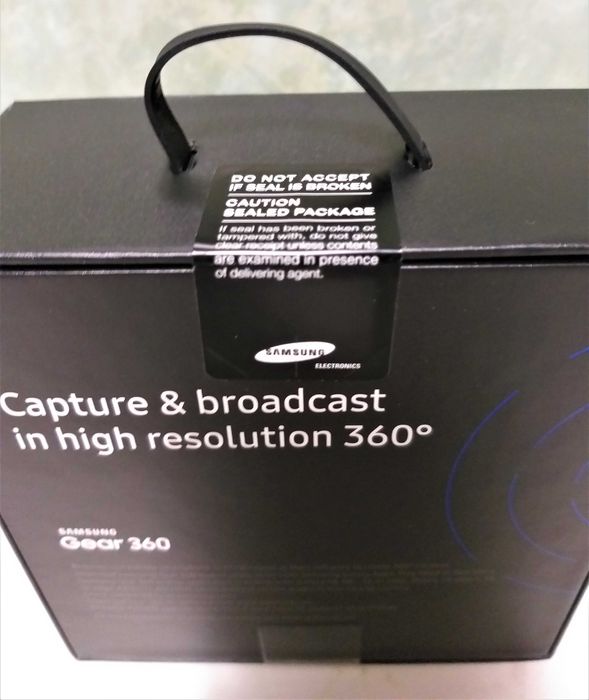 DO NOT ACCEPT
IF SEAL IS BROKEN
CAUTION
SEALED PACKAGE
If seal has been broken or
tampered with, do not give
clear receipt unless contents
are examined in presence
of delivering agent.
SAMSUNG
ELECTRONICS
Capture & broadcast
in high resolution 360°
SAMSUNG
Gear 360